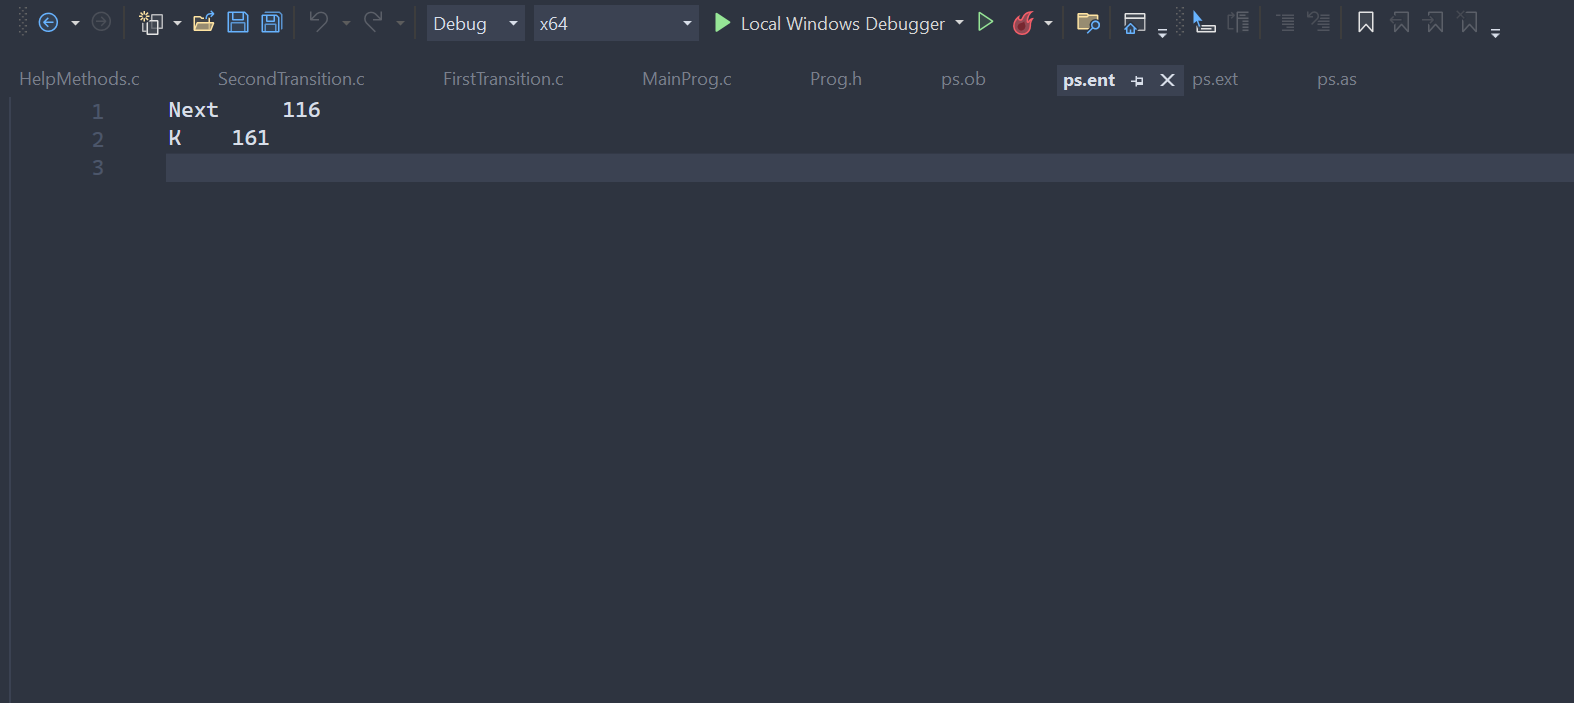 Debug x64 Local Windows Debugger
HelpMethods.c SecondTransition.c FirstTransition.c MainProg.c Prog.h ps.ob ps.ent ps.ext ps.as
1 Next 116
2 K 161
3